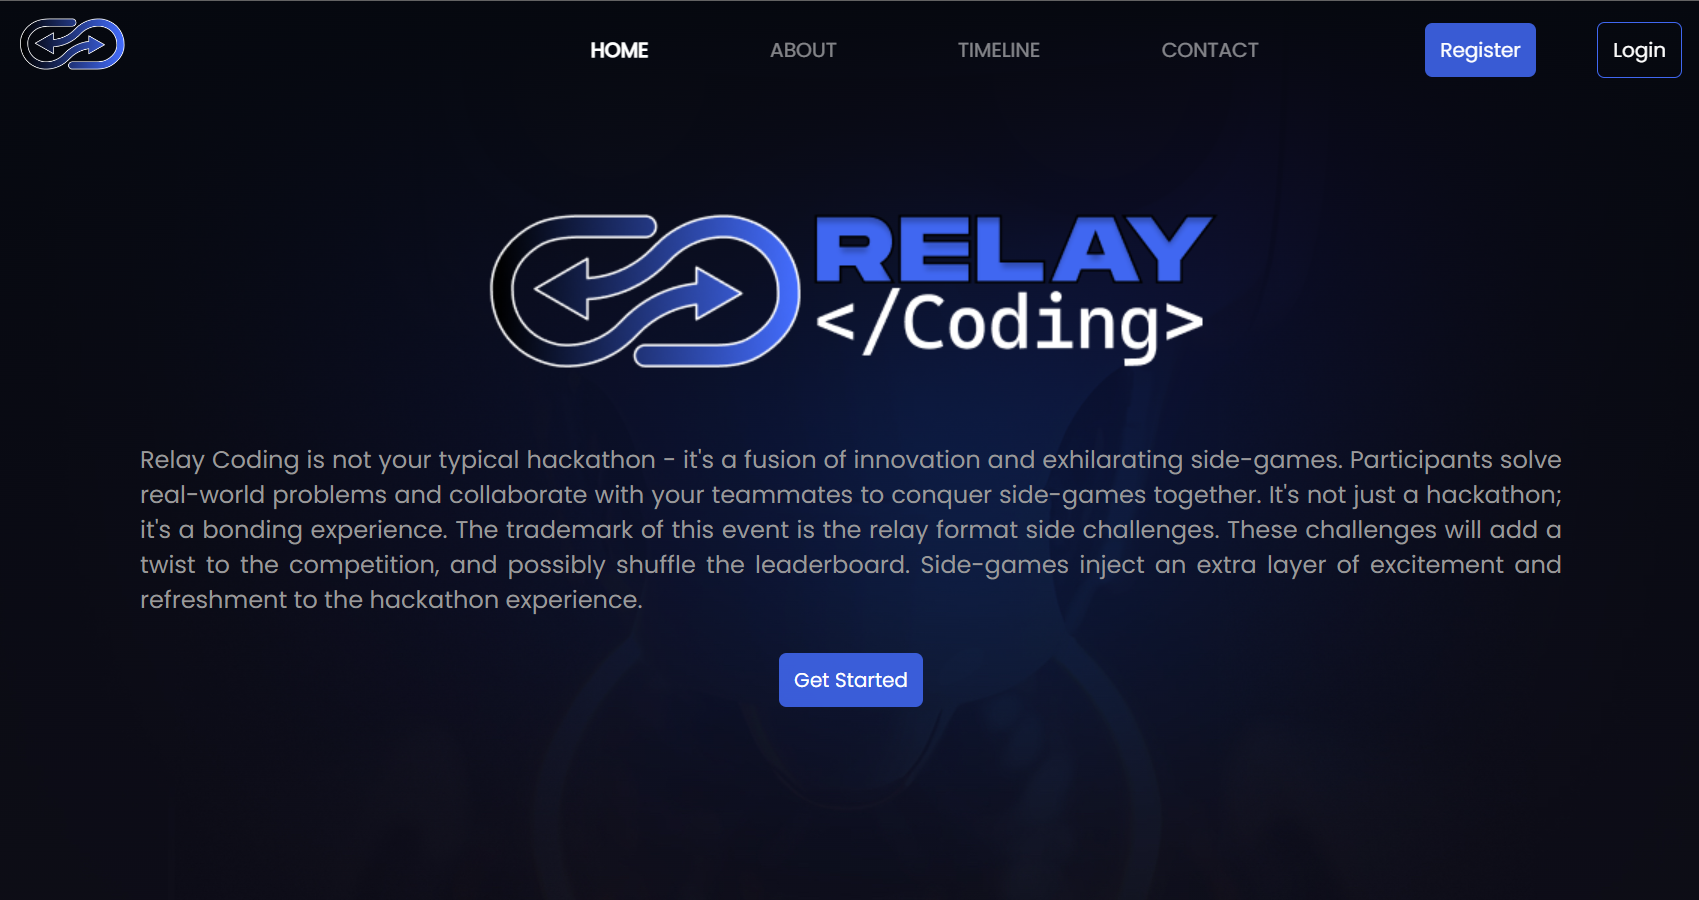 HOME ABOUT TIMELINE CONTACT Register Login
RELAY
</Coding>
Relay Coding is not your typical hackathon - it's a fusion of innovation and exhilarating side-games. Participants solve
real-world problems and collaborate with your teammates to conquer side-games together. It's not just a hackathon;
it's a bonding experience. The trademark of this event is the relay format side challenges. These challenges will add a
twist to the competition, and possibly shuffle the leaderboard. Side-games inject an extra layer of excitement and
refreshment to the hackathon experience.
Get Started